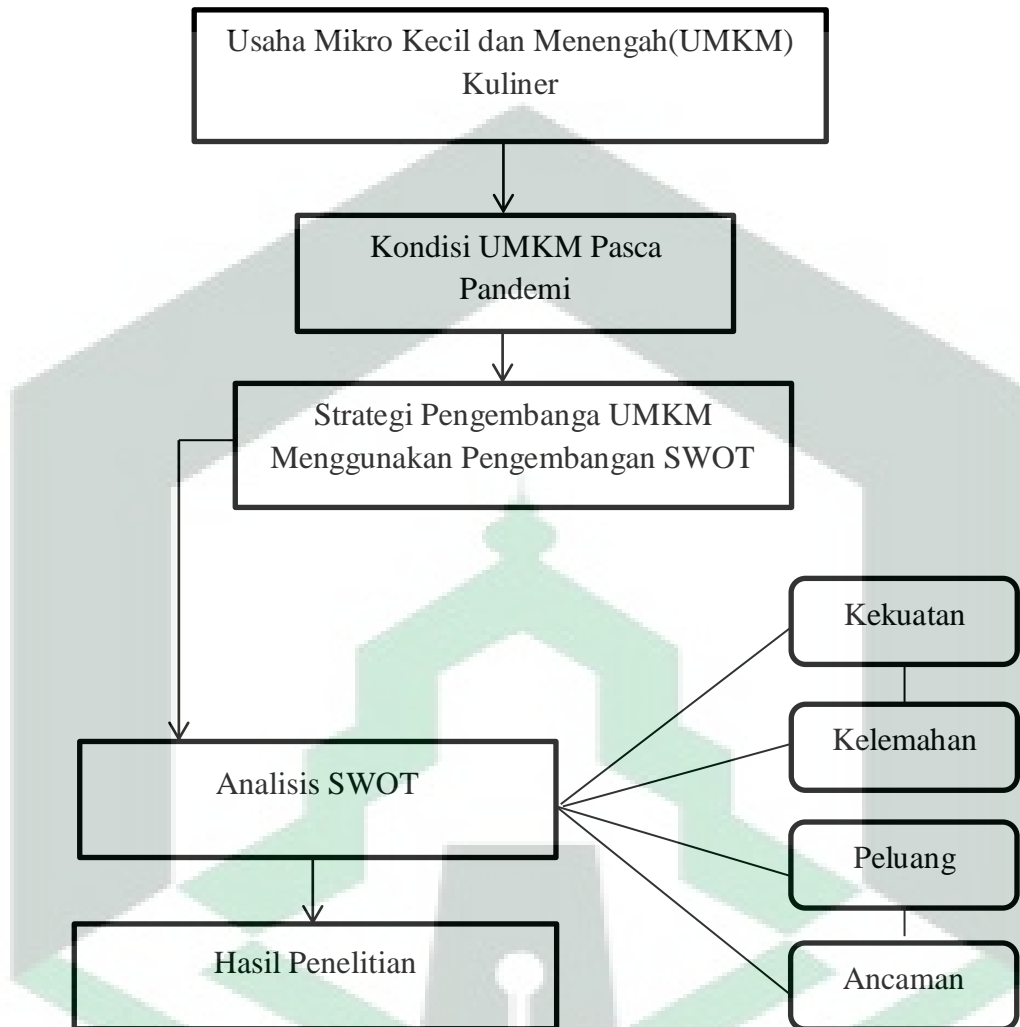 Usaha Mikro Kecil dan Menengah(UMKM)
Kuliner
Kondisi UMKM Pasca
Pandemi
Strategi Pengembanga UMKM
Menggunakan Pengembangan SWOT
Kekuatan
Kelemahan
Analisis SWOT
Peluang
Hasil Penelitian
Ancaman